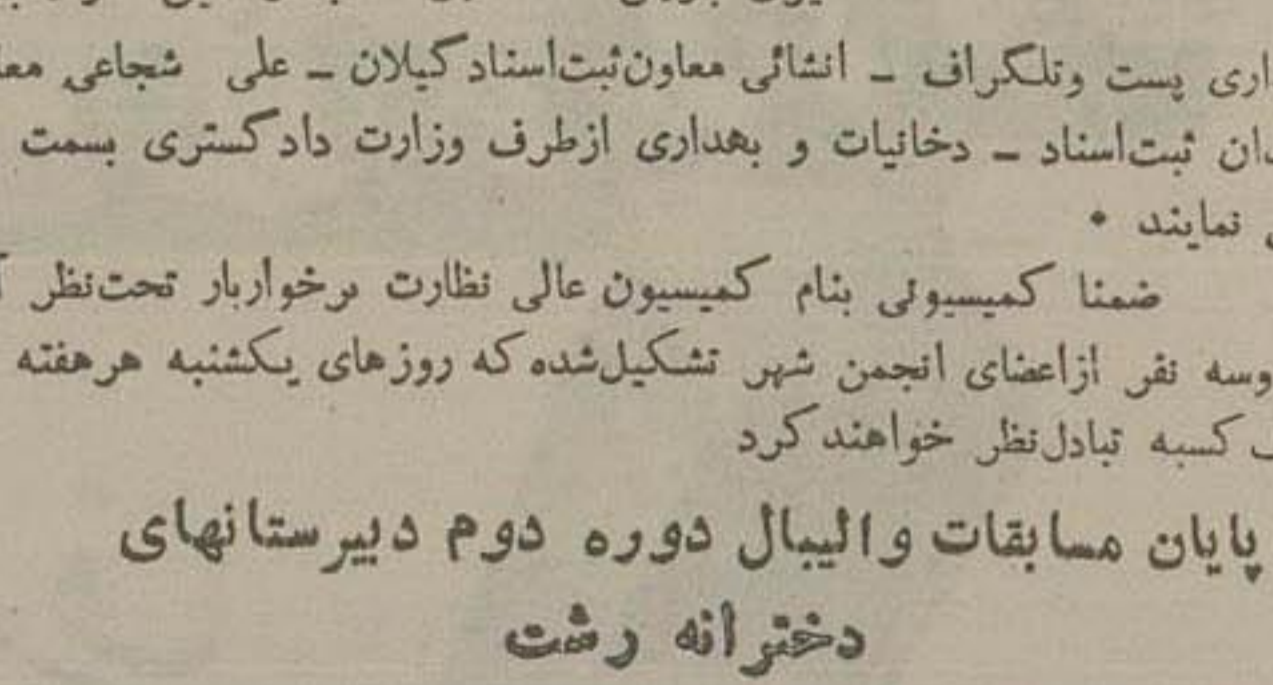 اری پست وتلگراف ـ انشائی معاون‌ثبت‌اسناد گیلان ـ علی شجاعی معا
ان ثبت‌اسناد ـ دخانیات و بهداری ازطرف وزارت دادگستری بسمت
نمایند •
ضمنا کمیسیونی بنام کمیسیون عالی نظارت برخواربار تحت‌نظر آ
وسه نفر ازاعضای انجمن شهر تشکیل‌شده که روزهای یکشنبه هرهفته
کسبه تبادل‌نظر خواهند کرد
پایان مسابقات والیبال دوره دوم دبیرستانهای
دخترانه رشت